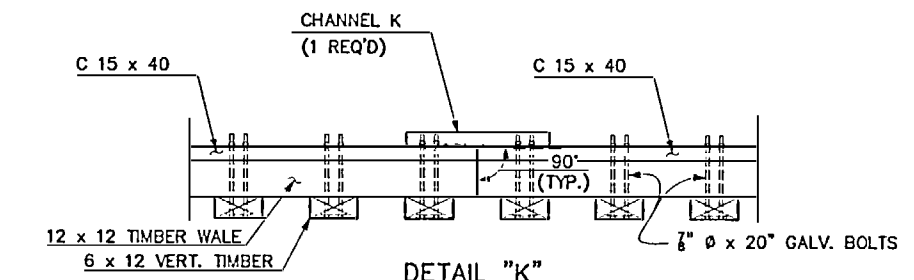 CHANNEL K
(1 REQ'D)
C 15 x 40
C 15 x 40
90°
(TYP.)
12 x 12 TIMBER WALE
6 x 12 VERT. TIMBER
⅞" Ø x 20" GALV. BOLTS
DETAIL "K"